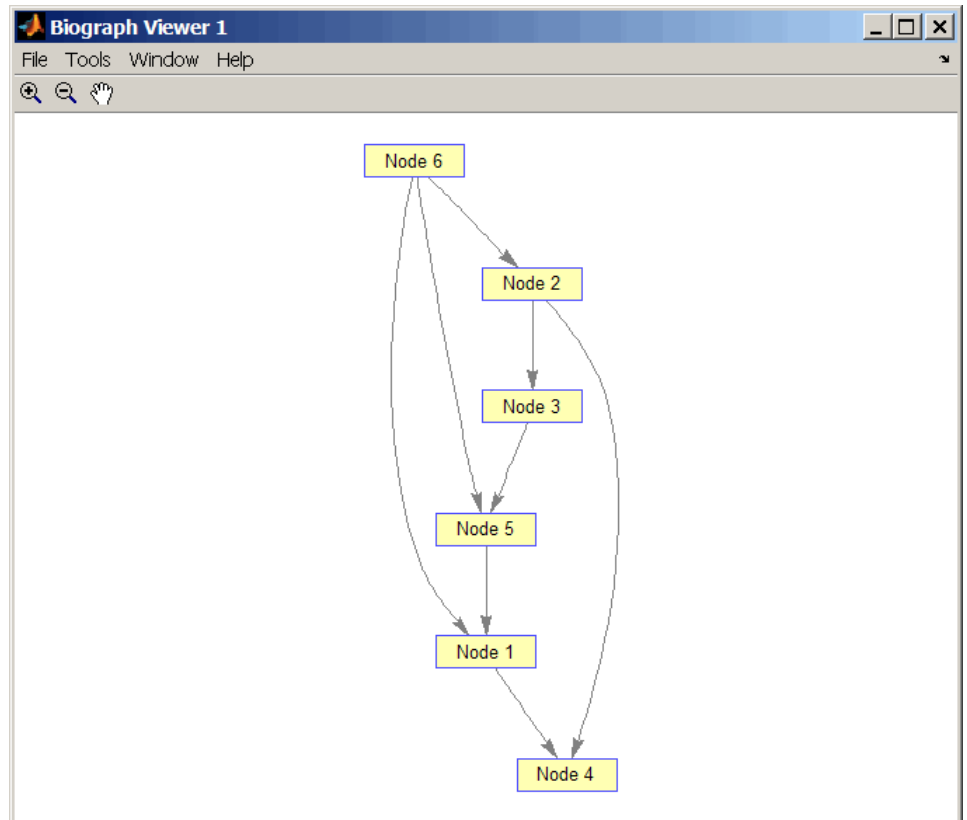 Biograph Viewer 1
File Tools Window Help
Node 6
Node 2
Node 3
Node 5
Node 1
Node 4